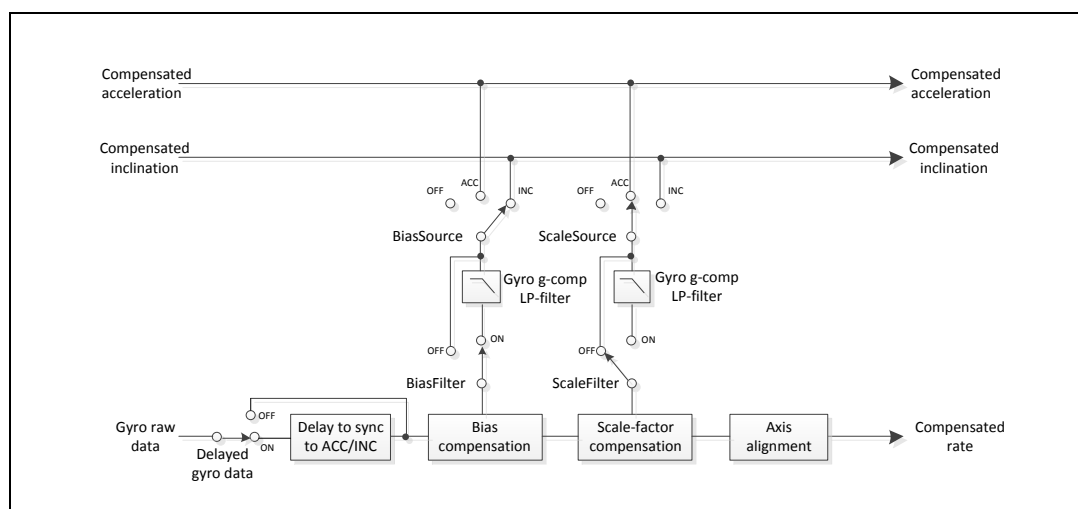 Compensated
acceleration
Compensated
acceleration
Compensated
inclination
Compensated
inclination
OFF
ACC
INC
OFF
ACC
INC
BiasSource
ScaleSource
Gyro g-comp
LP-filter
Gyro g-comp
LP-filter
OFF
ON
OFF
ON
BiasFilter
ScaleFilter
OFF
Gyro raw
data
ON
Delayed
gyro data
Delay to sync
to ACC/INC
Bias
compensation
Scale-factor
compensation
Axis
alignment
Compensated
rate